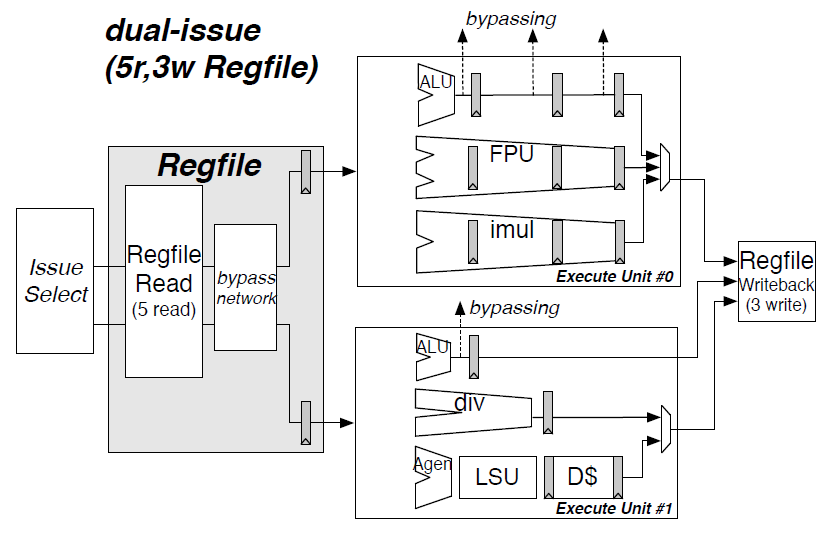 dual-issue
(5r,3w Regfile)
bypassing
ALU
FPU
imul
Execute Unit #0
Regfile
Issue
Select
Regfile
Read
(5 read)
bypass
network
Regfile
Writeback
(3 write)
bypassing
ALU
div
Agen
LSU
D$
Execute Unit #1